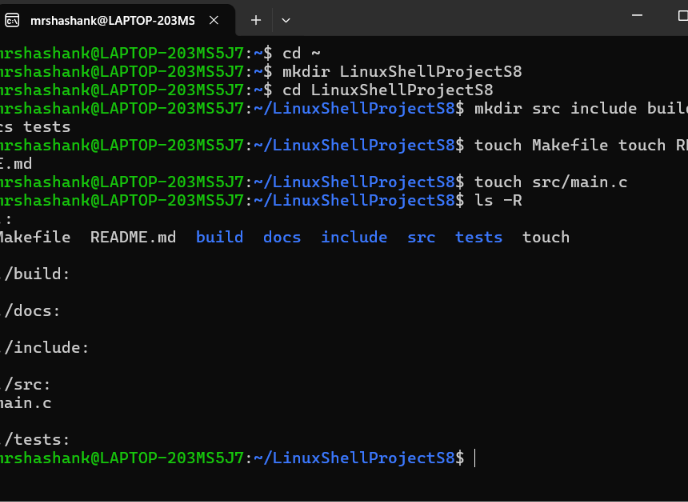 mrshashank@LAPTOP-203MS
mrshashank@LAPTOP-203MS5J7:~$ cd ~
mrshashank@LAPTOP-203MS5J7:~$ mkdir LinuxShellProjectS8
mrshashank@LAPTOP-203MS5J7:~$ cd LinuxShellProjectS8
mrshashank@LAPTOP-203MS5J7:~/LinuxShellProjectS8$ mkdir src include build
cs tests
mrshashank@LAPTOP-203MS5J7:~/LinuxShellProjectS8$ touch Makefile touch RE
E.md
mrshashank@LAPTOP-203MS5J7:~/LinuxShellProjectS8$ touch src/main.c
mrshashank@LAPTOP-203MS5J7:~/LinuxShellProjectS8$ ls -R
.:
Makefile README.md build docs include src tests touch
./build:
./docs:
./include:
./src:
main.c
./tests:
mrshashank@LAPTOP-203MS5J7:~/LinuxShellProjectS8$